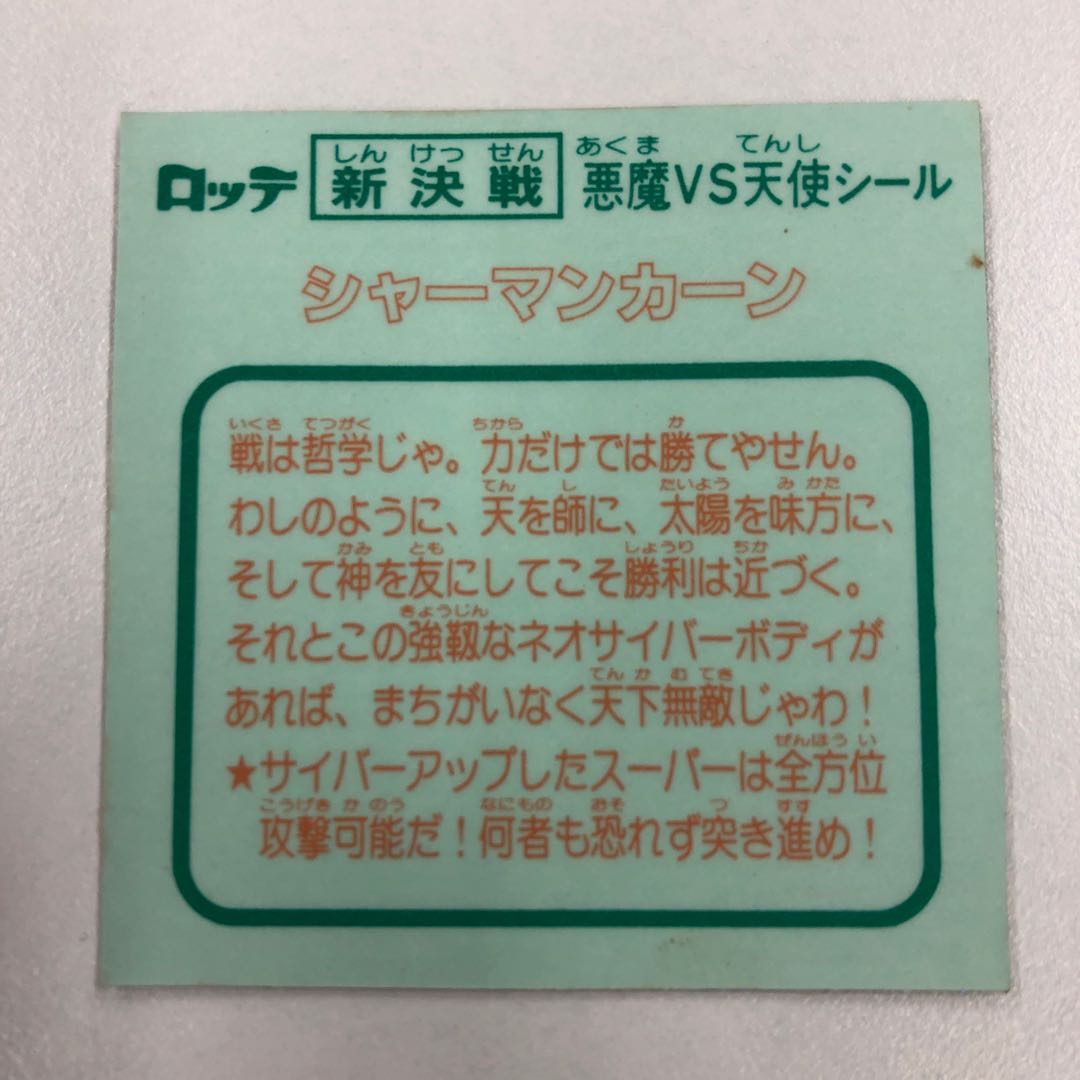 ロッテ 新決戦 悪魔VS天使シール
しん けっ せん あくま てんし
シャーマンカーン
いくさ てつがく ちから か
戦は哲学じゃ。力だけでは勝てやせん。
てん し たいよう み かた
わしのように、天を師に、太陽を味方に、
かみ とも しょうり ちか
そして神を友にしてこそ勝利は近づく。
きょうじん
それとこの強靱なネオサイバーボディが
てん か む てき
あれば、まちがいなく天下無敵じゃわ！
ぜんほう い
★サイバーアップしたスーパーは全方位
こうげき か のう なにもの おそ つ すす
攻撃可能だ！何者も恐れず突き進め！